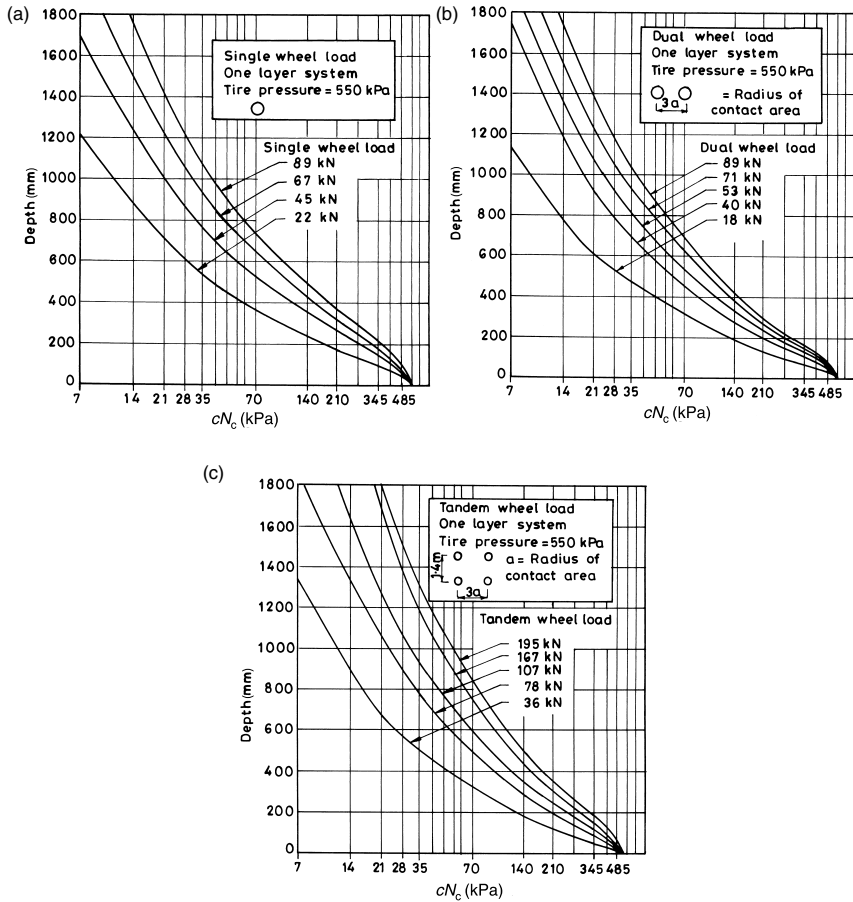 (a)
1800
1600
1400
1200
1000
800
600
400
200
0
Depth (mm)
Single wheel load
One layer system
Tire pressure = 550 kPa
Single wheel load
89 kN
67 kN
45 kN
22 kN
7 14 21 28 35 70 140 210 345 485
cNc (kPa)
(b)
1800
1600
1400
1200
1000
800
600
400
200
0
Depth (mm)
Dual wheel load
One layer system
Tire pressure = 550 kPa
3a
= Radius of
contact area
Dual wheel load
89 kN
71 kN
53 kN
40 kN
18 kN
7 14 21 28 35 70 140 210 345 485
cNc (kPa)
(c)
1800
1600
1400
1200
1000
800
600
400
200
0
Depth (mm)
Tandem wheel load
One layer system
Tire pressure = 550 kPa
1.4m
a = Radius of
contact area
3a
Tandem wheel load
195 kN
167 kN
107 kN
78 kN
36 kN
7 14 21 28 35 70 140 210 345 485
cNc (kPa)